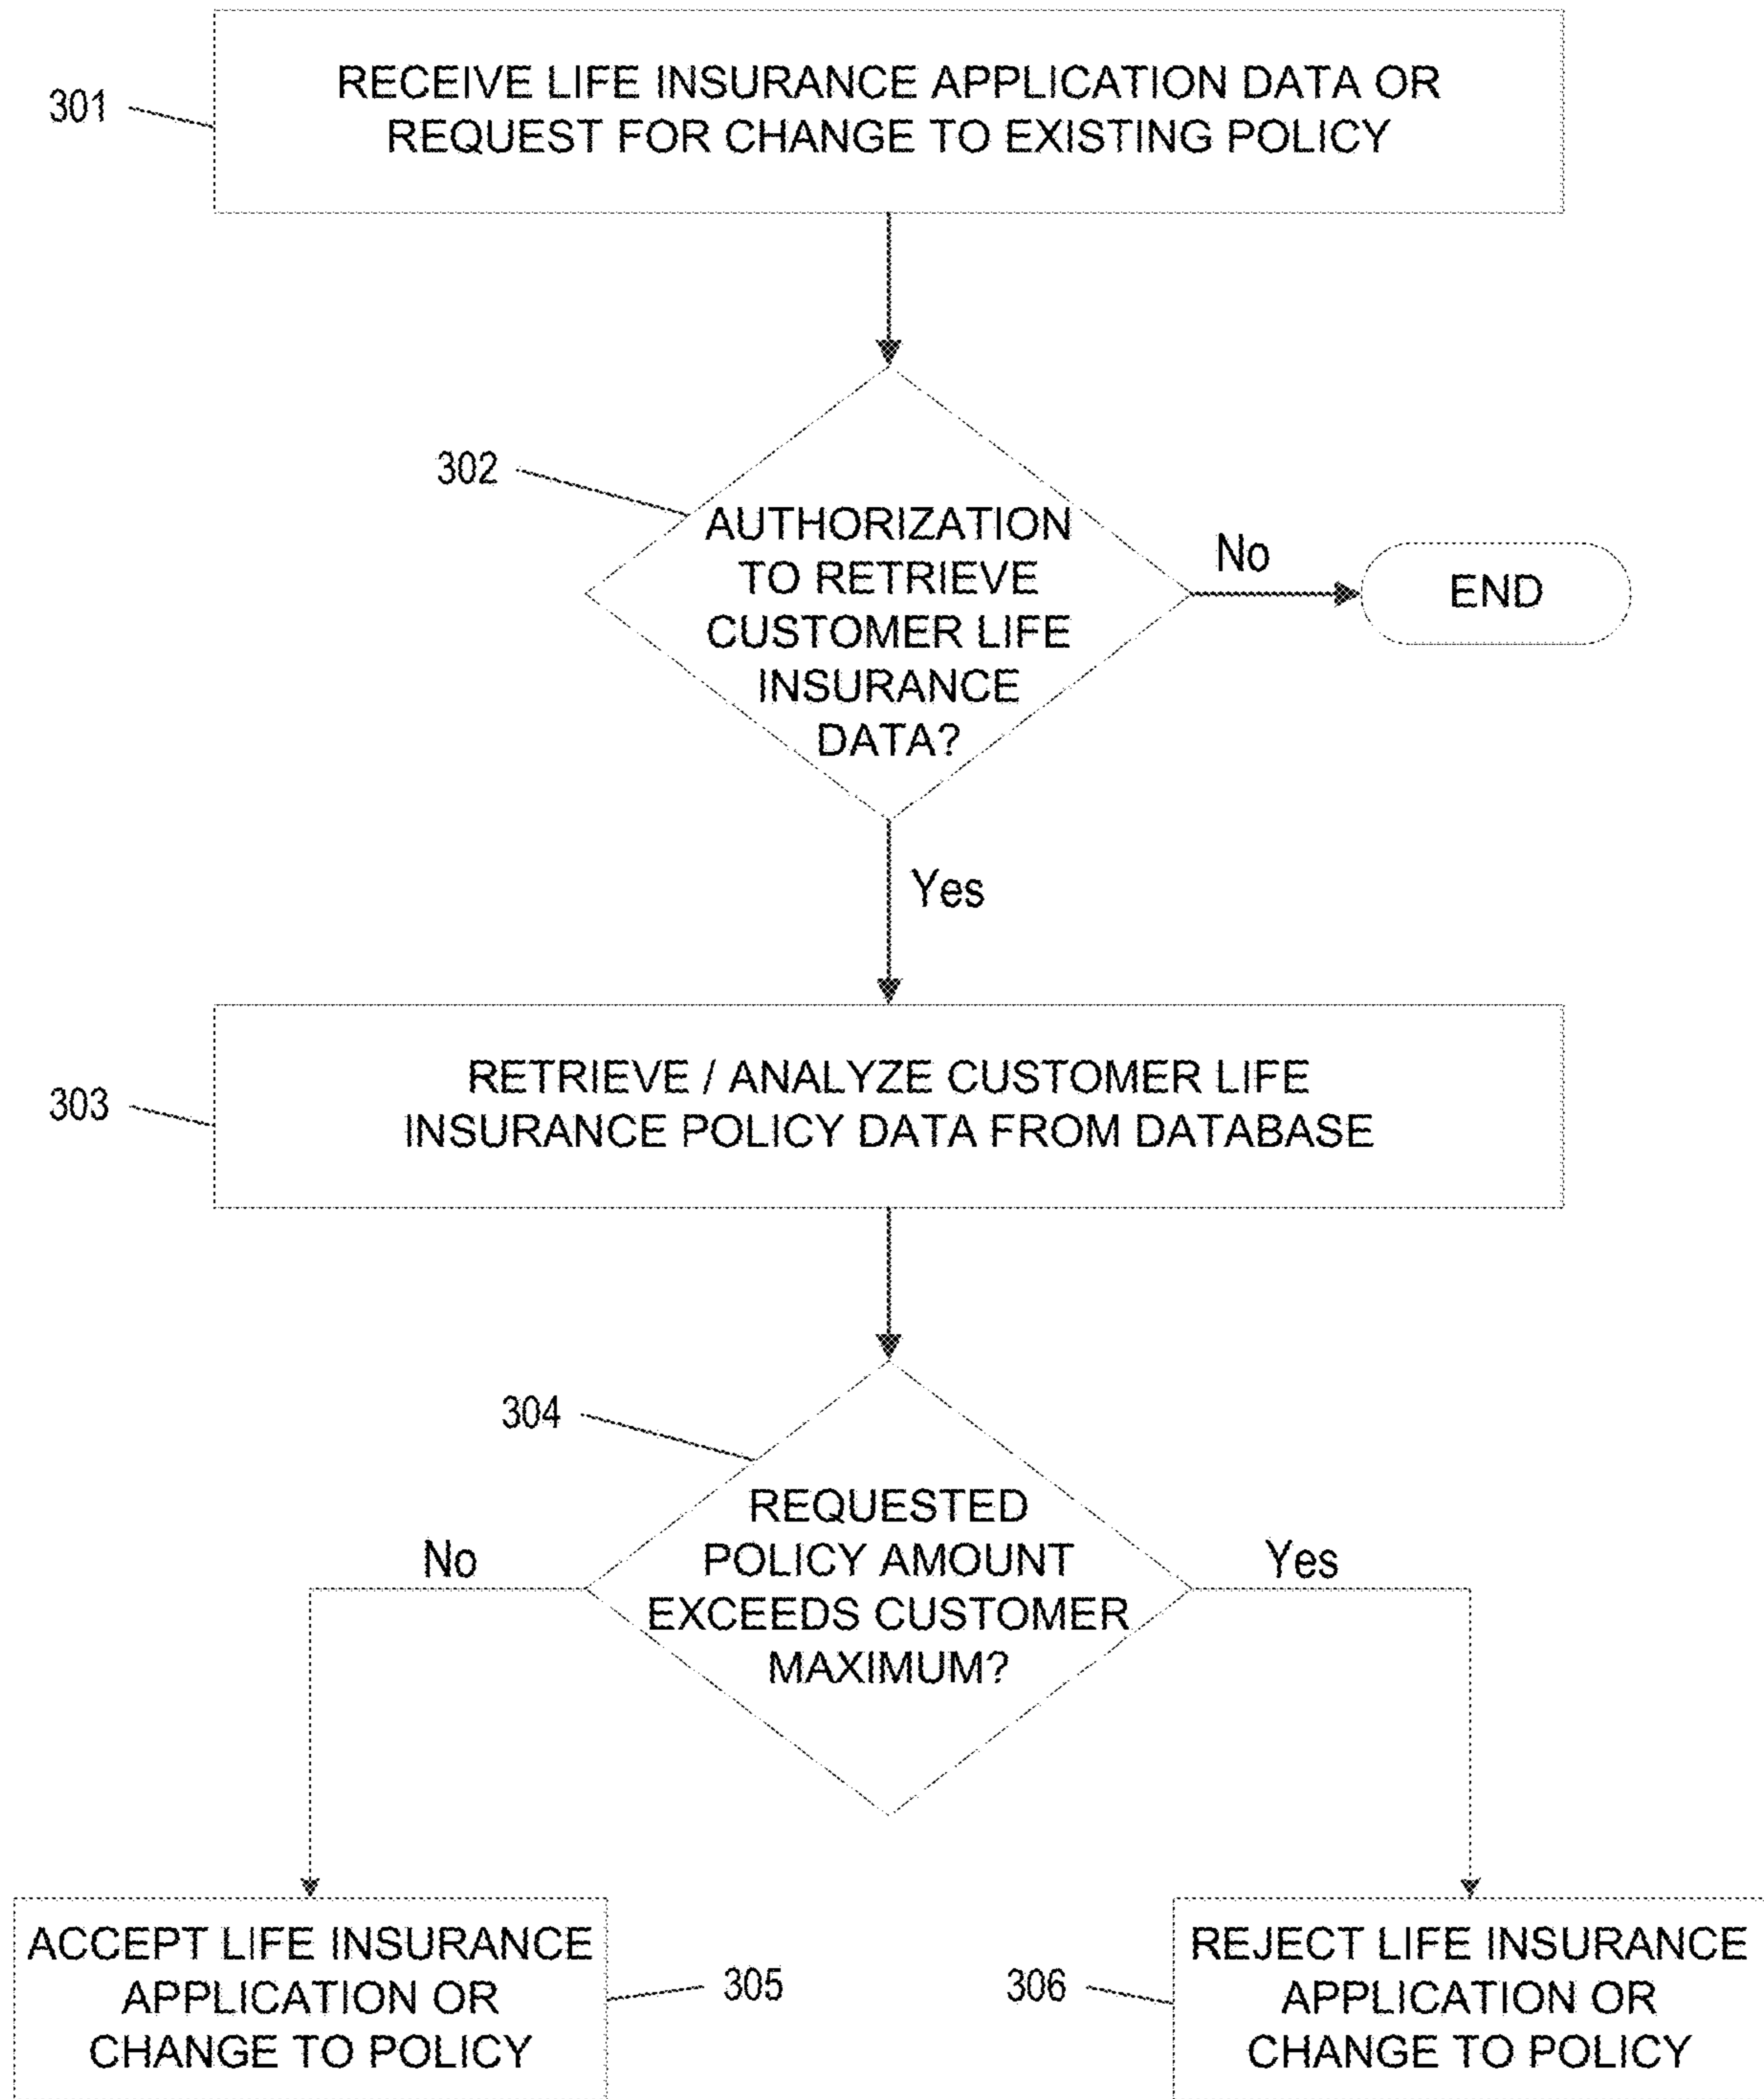 301
RECEIVE LIFE INSURANCE APPLICATION DATA OR
REQUEST FOR CHANGE TO EXISTING POLICY
302
AUTHORIZATION
TO RETRIEVE
CUSTOMER LIFE
INSURANCE
DATA?
No
END
Yes
303
RETRIEVE / ANALYZE CUSTOMER LIFE
INSURANCE POLICY DATA FROM DATABASE
304
REQUESTED
POLICY AMOUNT
EXCEEDS CUSTOMER
MAXIMUM?
No
Yes
ACCEPT LIFE INSURANCE
APPLICATION OR
CHANGE TO POLICY
305
306
REJECT LIFE INSURANCE
APPLICATION OR
CHANGE TO POLICY